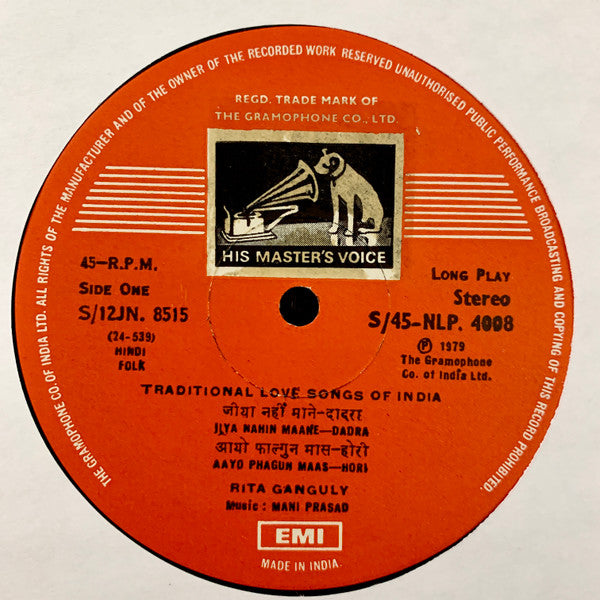 THE GRAMOPHONE CO. OF INDIA LTD. ALL RIGHTS OF THE MANUFACTURER AND OF THE OWNER OF THE RECORDED WORK RESERVED UNAUTHORISED PUBLIC PERFORMANCE BROADCASTING AND COPYING OF THIS RECORD PROHIBITED.
REGD. TRADE MARK OF
THE GRAMOPHONE CO., LTD.
HIS MASTER'S VOICE
45—R.P.M.
SIDE ONE
S/12JN. 8515
(24-539)
HINDI
FOLK
LONG PLAY
Stereo
S/45-NLP. 4008
Ⓟ 1979
The Gramophone
Co. of India Ltd.
TRADITIONAL LOVE SONGS OF INDIA
जीया नहीं माने-दादरा
JIYA NAHIN MAANE—DADRA
आयो फाल्गुन मास-होरी
AAYO PHAGUN MAAS—HORI
RITA GANGULY
Music : MANI PRASAD
EMI
MADE IN INDIA.